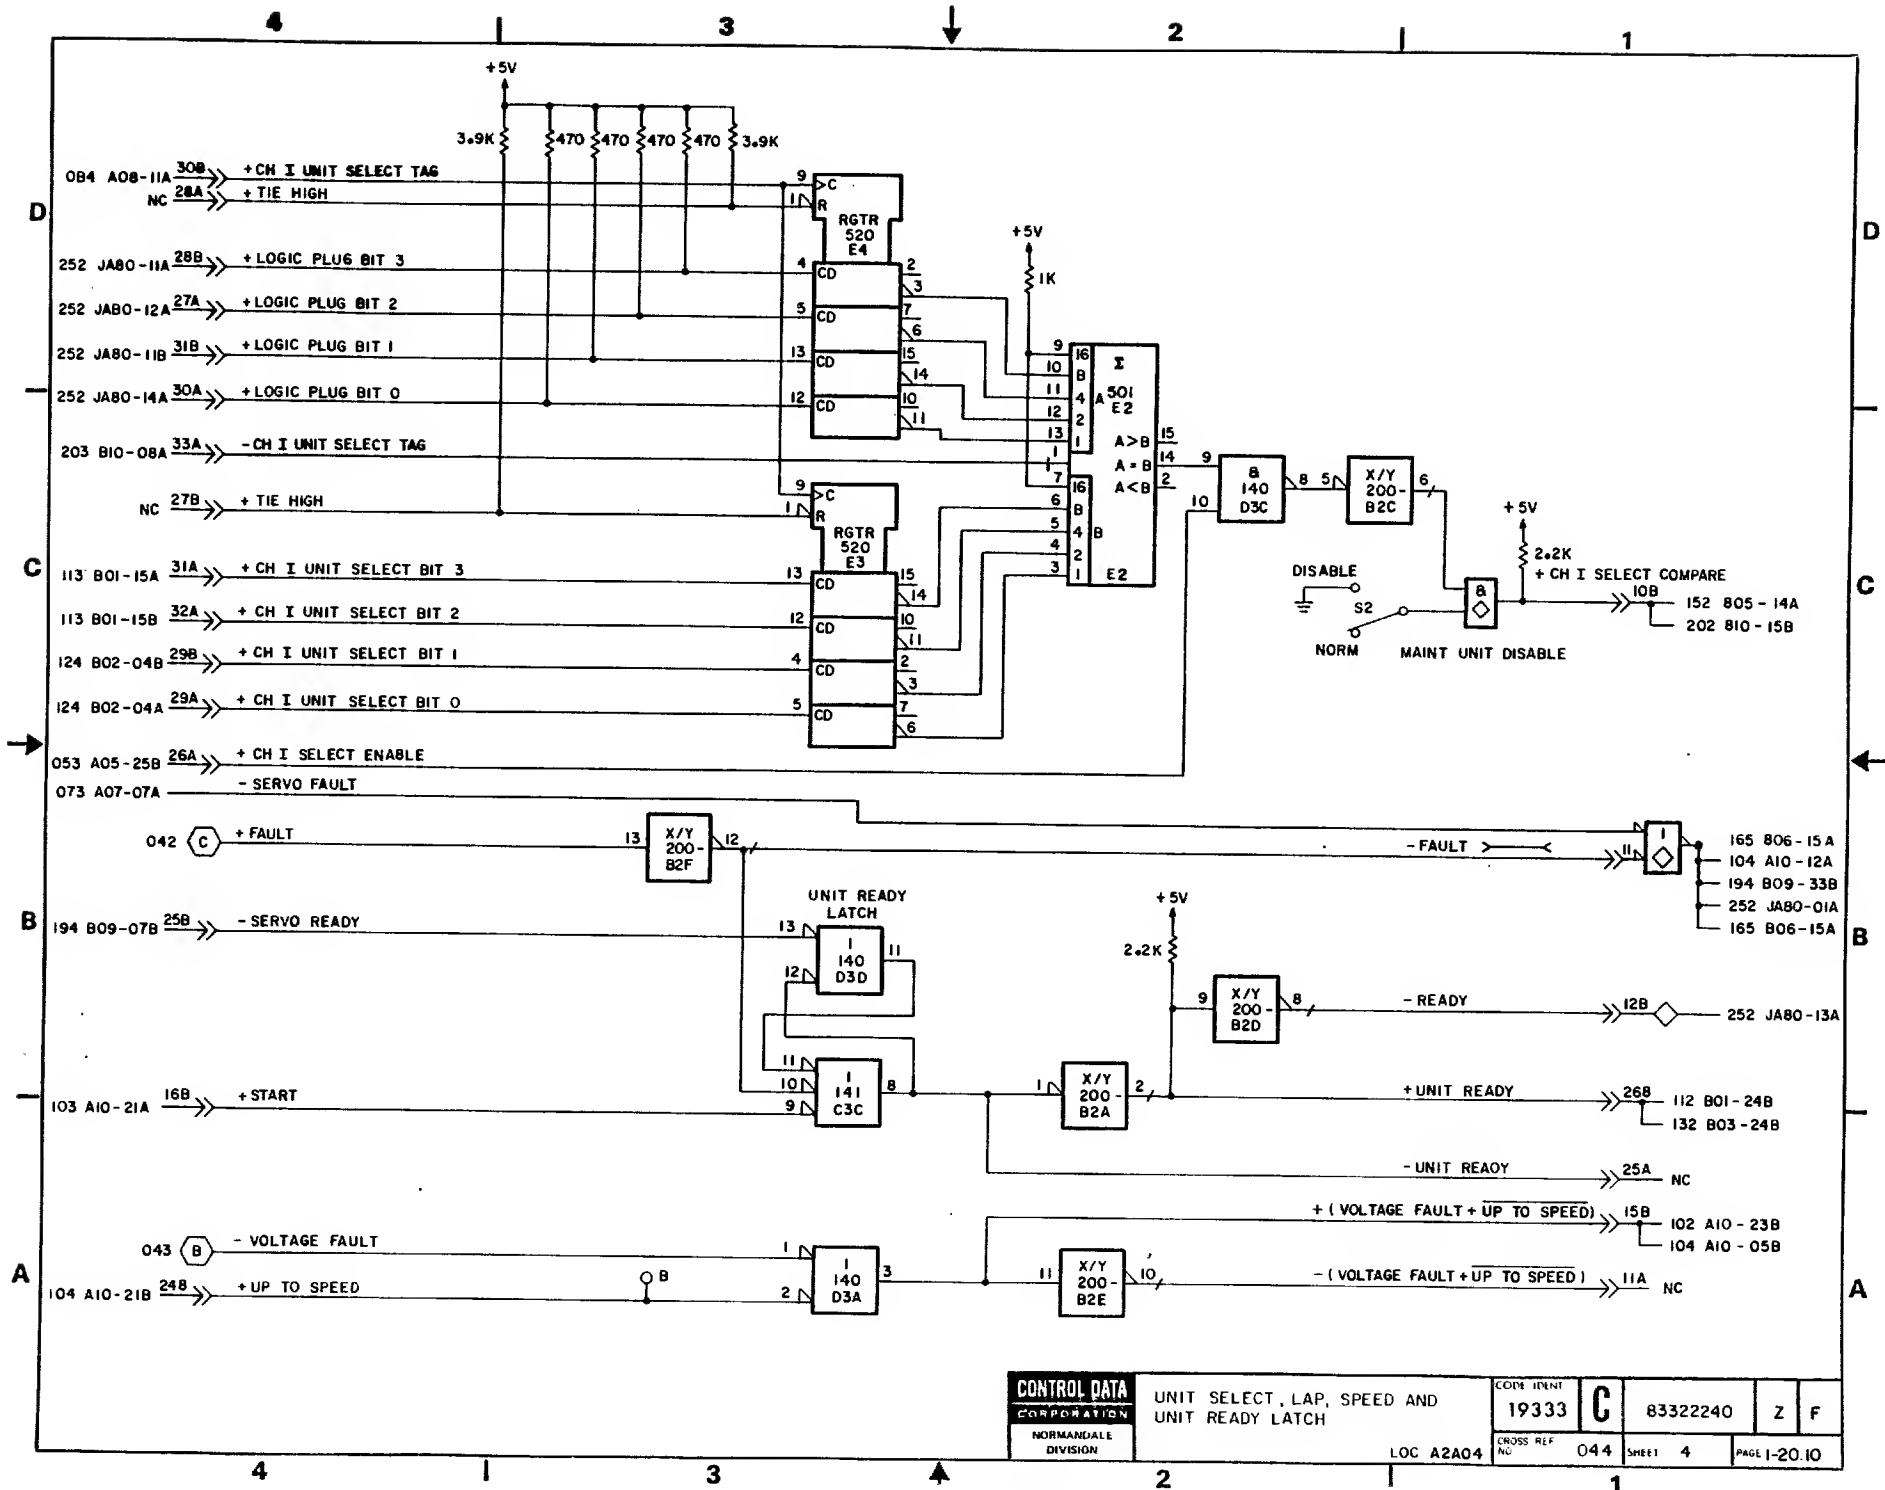 4 3 2 1
+5V
3.9K 470 470 470 470 3.9K
0B4 A08-11A 30B +CH I UNIT SELECT TAG 9 >C
NC 28A +TIE HIGH 1 R
RGTR
520
E4
D D
+5V
1K
252 JA80-11A 28B +LOGIC PLUG BIT 3 4 CD 2
3
252 JA80-12A 27A +LOGIC PLUG BIT 2 5 CD 7
6
252 JA80-11B 31B +LOGIC PLUG BIT 1 13 CD 15
14
252 JA80-14A 30A +LOGIC PLUG BIT 0 12 CD 10
11
9 16 Σ
10 8
11 4 A 501
12 2 E2
13 1 A>B 15
203 B10-08A 33A -CH I UNIT SELECT TAG 1 A=B 14
7 16 A<B 2
6 8
5 4 B
4 2
3 1 E2
9 & 8
10 140
D3C
5 X/Y 6
200-
B2C
NC 27B +TIE HIGH 9 >C
1 R
RGTR
520
E3
+5V
2.2K
+CH I SELECT COMPARE
DISABLE
S2
NORM MAINT UNIT DISABLE
&
10B 152 805-14A
202 810-15B
C C
113 B01-15A 31A +CH I UNIT SELECT BIT 3 13 CD 15
14
113 B01-15B 32A +CH I UNIT SELECT BIT 2 12 CD 10
11
124 B02-04B 29B +CH I UNIT SELECT BIT 1 4 CD 2
3
124 B02-04A 29A +CH I UNIT SELECT BIT 0 5 CD 7
6
053 A05-25B 26A +CH I SELECT ENABLE
073 A07-07A -SERVO FAULT
042 C +FAULT 13 X/Y 12
200-
B2F
-FAULT 11 1
165 806-15A
104 A10-12A
194 B09-33B
252 JA80-01A
165 B06-15A
B B
UNIT READY
LATCH
194 B09-07B 25B -SERVO READY 13 1 11
12 140
D3D
+5V
2.2K
9 X/Y 8 -READY 12B 252 JA80-13A
200-
B2D
103 A10-21A 16B +START
11 1 8
10 141
9 C3C
1 X/Y 2 +UNIT READY 26B 112 B01-24B
200- 132 B03-24B
B2A
-UNIT READY 25A NC
+(VOLTAGE FAULT+UP TO SPEED) 15B 102 A10-23B
104 A10-05B
043 B -VOLTAGE FAULT 1 1 3
140
D3A
104 A10-21B 24B +UP TO SPEED B 2
11 X/Y 10 -(VOLTAGE FAULT+UP TO SPEED) 11A NC
200-
B2E
A A
CONTROL DATA
CORPORATION
NORMANDALE
DIVISION
UNIT SELECT, LAP, SPEED AND
UNIT READY LATCH
LOC A2A04
CODE IDENT
19333
C
83322240 Z F
CROSS REF
NO 044 SHEET 4 PAGE 1-20.10
4 3 2 1